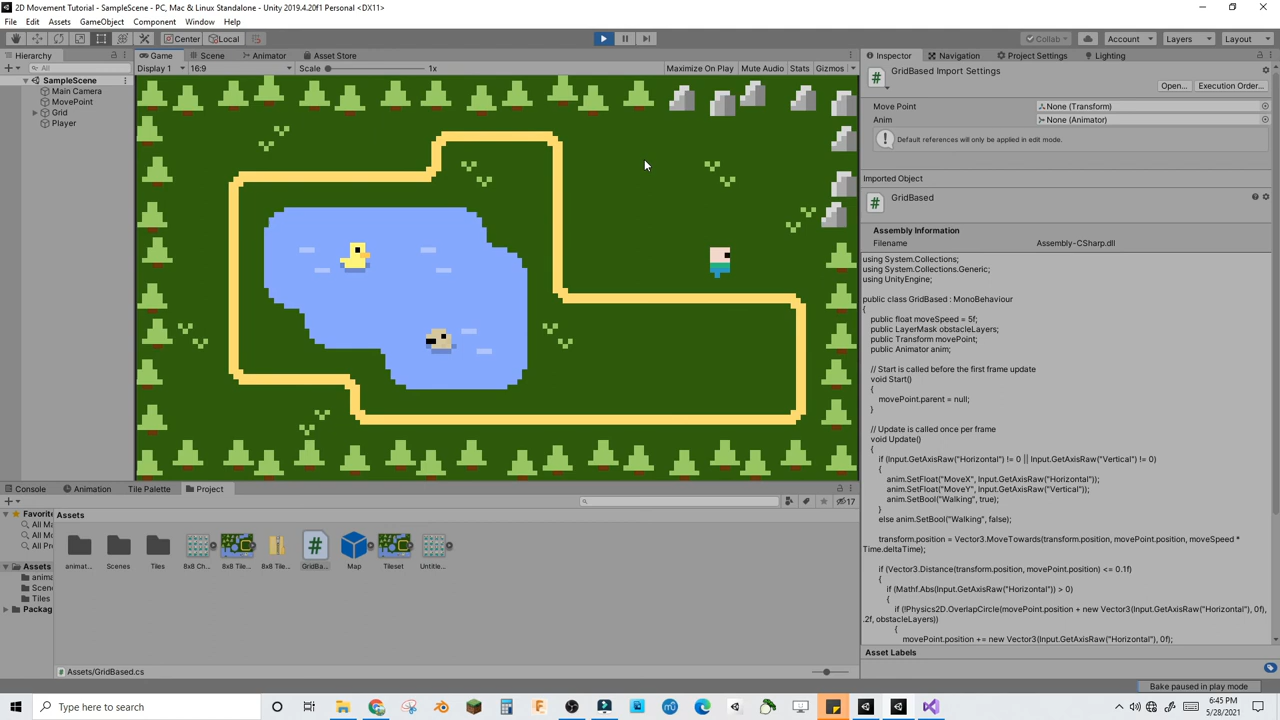 2D Movement Tutorial - SampleScene - PC, Mac & Linux Standalone - Unity 2019.4.20f1 Personal <DX11>
File Edit Assets GameObject Component Window Help
Center Local Collab Account Layers Layout
Hierarchy
All
SampleScene
Main Camera
MovePoint
Grid
Player
Game Scene Animator Asset Store
Display 1 16:9 Scale 1x Maximize On Play Mute Audio Stats Gizmos
Inspector Navigation Project Settings Lighting
GridBased Import Settings
Open... Execution Order...
Move Point None (Transform)
Anim None (Animator)
Default references will only be applied in edit mode.
Imported Object
GridBased
Assembly Information
Filename Assembly-CSharp.dll
using System.Collections;
using System.Collections.Generic;
using UnityEngine;
public class GridBased : MonoBehaviour
{
public float moveSpeed = 5f;
public LayerMask obstacleLayers;
public Transform movePoint;
public Animator anim;
// Start is called before the first frame update
void Start()
{
movePoint.parent = null;
}
// Update is called once per frame
void Update()
{
if (Input.GetAxisRaw("Horizontal") != 0 || Input.GetAxisRaw("Vertical") != 0)
{
anim.SetFloat("MoveX", Input.GetAxisRaw("Horizontal"));
anim.SetFloat("MoveY", Input.GetAxisRaw("Vertical"));
anim.SetBool("Walking", true);
}
else anim.SetBool("Walking", false);
transform.position = Vector3.MoveTowards(transform.position, movePoint.position, moveSpeed *
Time.deltaTime);
if (Vector3.Distance(transform.position, movePoint.position) <= 0.1f)
{
if (Mathf.Abs(Input.GetAxisRaw("Horizontal")) > 0)
{
if (!Physics2D.OverlapCircle(movePoint.position + new Vector3(Input.GetAxisRaw("Horizontal"), 0f),
.2f, obstacleLayers))
{
movePoint.position += new Vector3(Input.GetAxisRaw("Horizontal"), 0f);
Asset Labels
Console Animation Tile Palette Project
17
Favorite
All Ma
All Mo
All Pre
Assets
anima
Scene
Tiles
Packag
Assets
animat... Scenes Tiles 8x8 Ch... 8x8 Tile... 8x8 Tile... GridBa... Map Tileset Untitle...
Assets/GridBased.cs
Bake paused in play mode
Type here to search
6:45 PM
5/28/2021